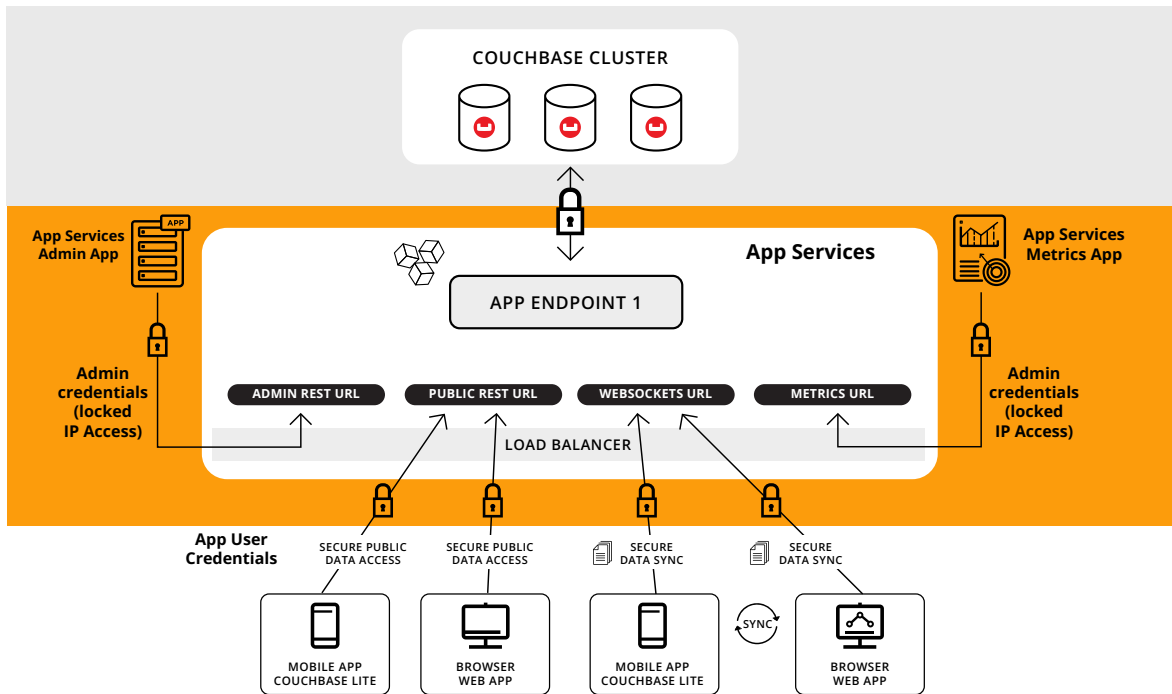 COUCHBASE CLUSTER
APP
App Services
Admin App
App Services
App Services
Metrics App
APP ENDPOINT 1
Admin
credentials
(locked
IP Access)
ADMIN REST URL
PUBLIC REST URL
WEBSOCKETS URL
METRICS URL
Admin
credentials
(locked
IP Access)
LOAD BALANCER
App User
Credentials
SECURE PUBLIC
DATA ACCESS
SECURE PUBLIC
DATA ACCESS
SECURE
DATA SYNC
SECURE
DATA SYNC
MOBILE APP
COUCHBASE LITE
BROWSER
WEB APP
MOBILE APP
COUCHBASE LITE
SYNC
BROWSER
WEB APP